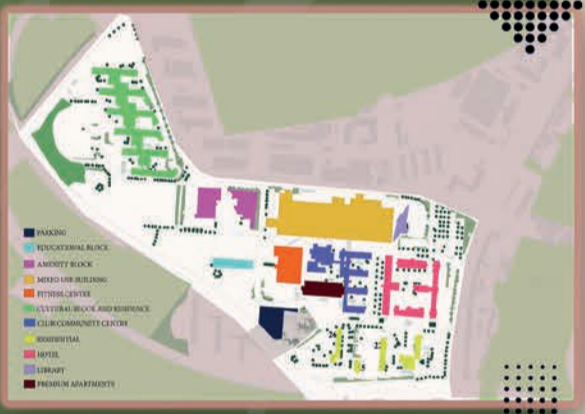 PARKING
EDUCATIONAL BLOCK
AMENITY BLOCK
MIXED USE BUILDING
FITNESS CENTRE
CULTURAL BLOCK AND RESIDENCE
CLUB/COMMUNITY CENTRE
RESIDENTIAL
HOTEL
LIBRARY
PREMIUM APARTMENTS